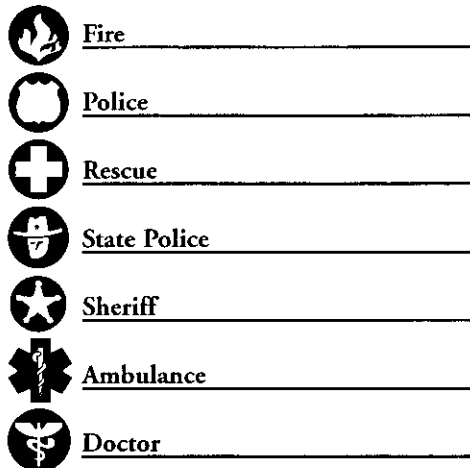 Fire
Police
Rescue
State Police
Sheriff
Ambulance
Doctor